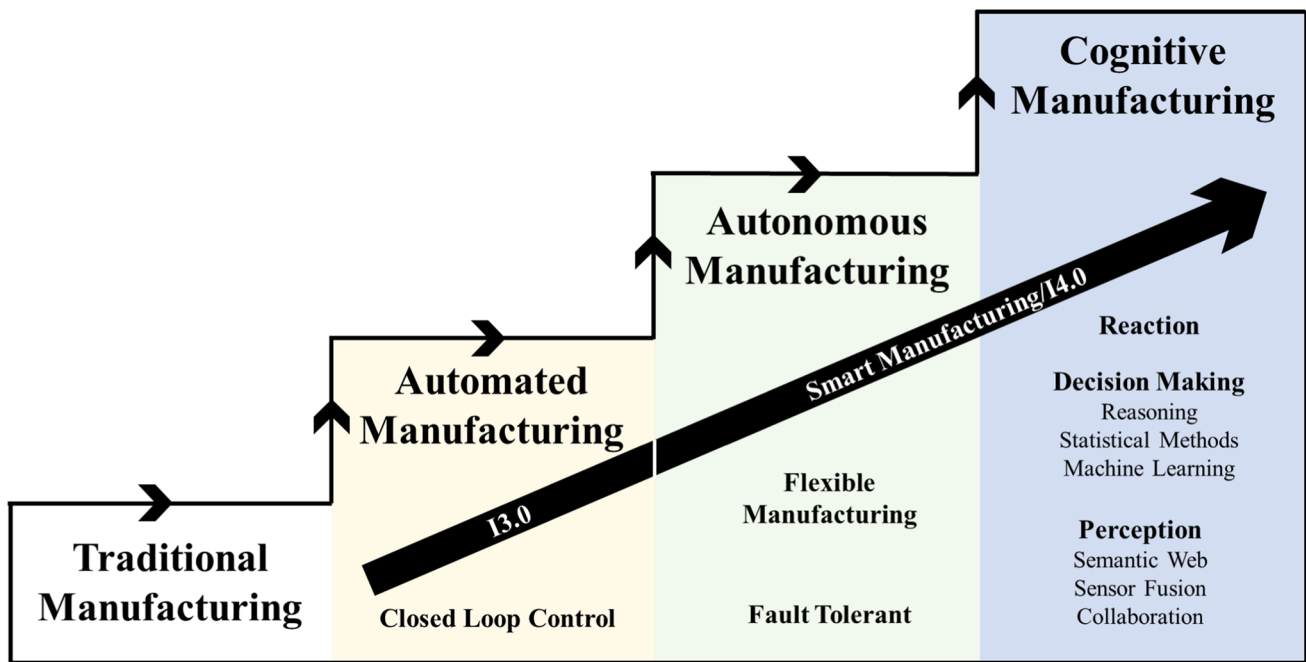 Traditional
Manufacturing
Automated
Manufacturing
I3.0
Closed Loop Control
Autonomous
Manufacturing
Smart Manufacturing/I4.0
Flexible
Manufacturing
Fault Tolerant
Cognitive
Manufacturing
Reaction
Decision Making
Reasoning
Statistical Methods
Machine Learning
Perception
Semantic Web
Sensor Fusion
Collaboration